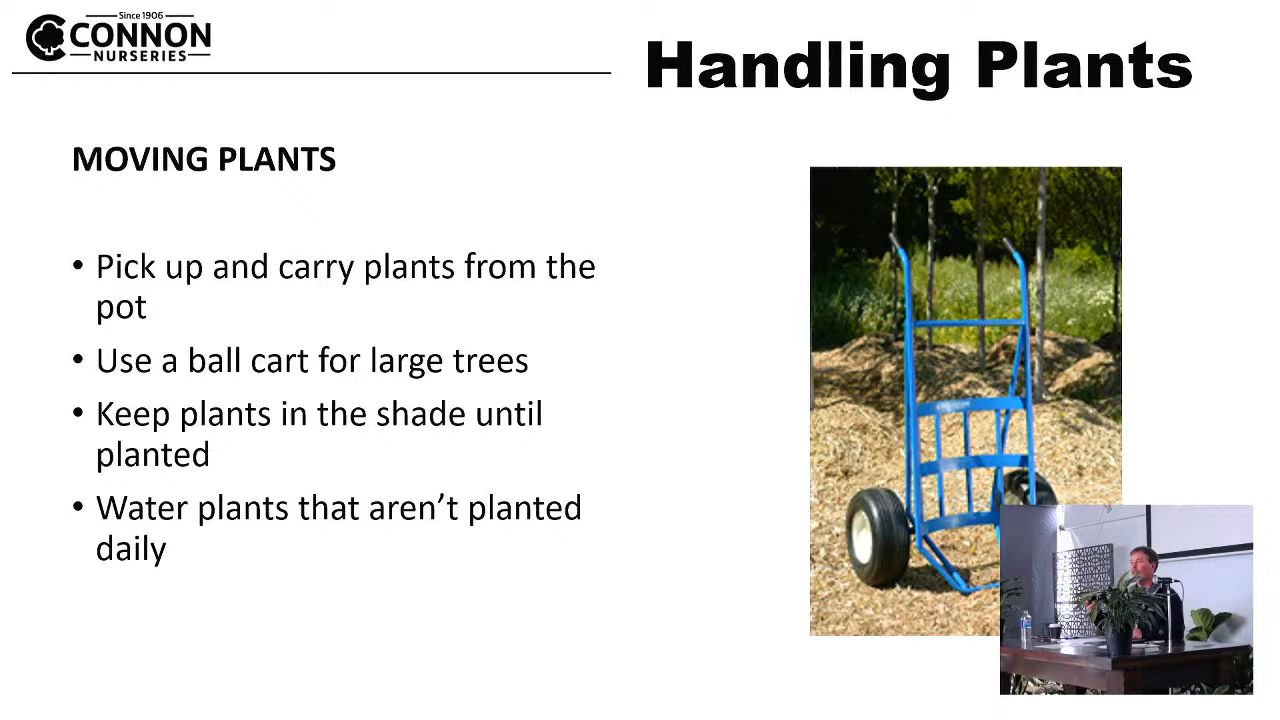 Since 1906
CONNON
NURSERIES
Handling Plants
MOVING PLANTS
• Pick up and carry plants from the
pot
• Use a ball cart for large trees
• Keep plants in the shade until
planted
• Water plants that aren’t planted
daily